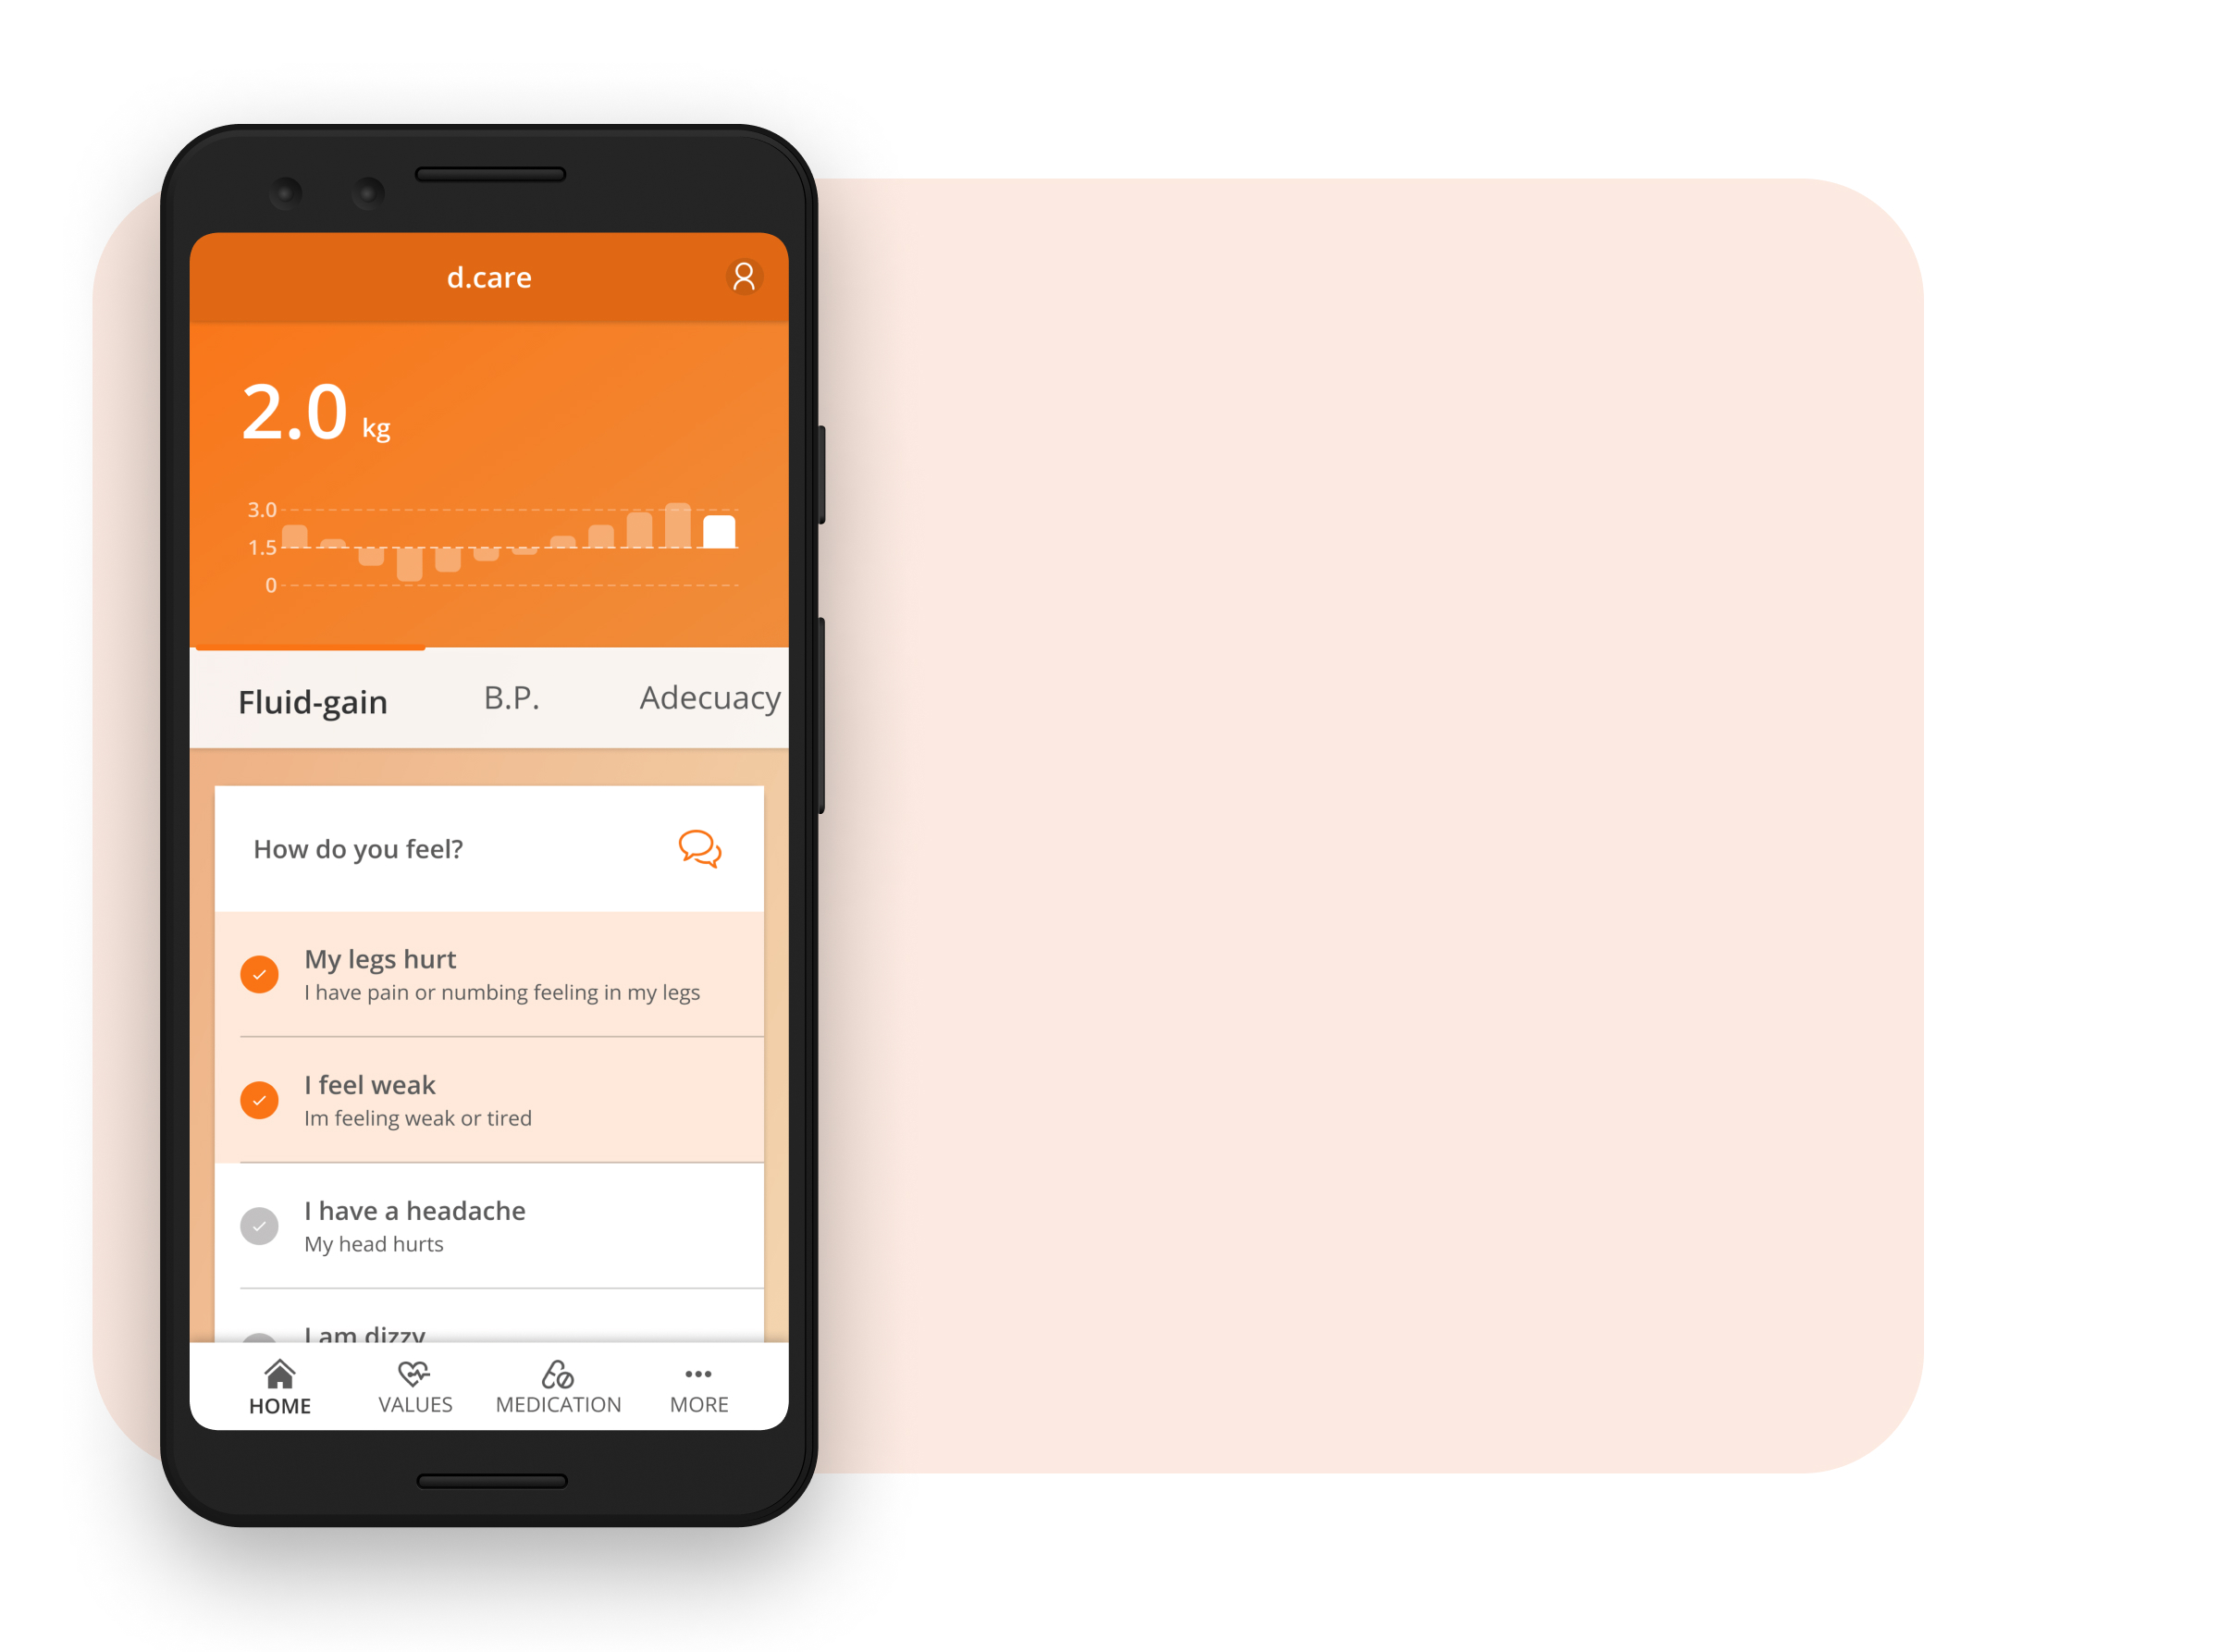 d.care
2.0 kg
3.0
1.5
0
Fluid-gain B.P. Adecuacy
How do you feel?
My legs hurt
I have pain or numbing feeling in my legs
I feel weak
Im feeling weak or tired
I have a headache
My head hurts
I am dizzy
HOME VALUES MEDICATION MORE